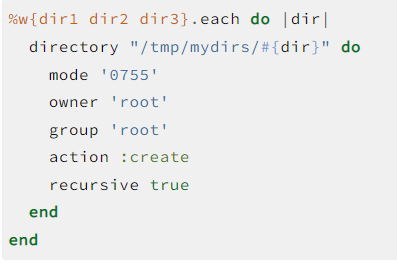 %w{dir1 dir2 dir3}.each do |dir|
  directory "/tmp/mydirs/#{dir}" do
    mode '0755'
    owner 'root'
    group 'root'
    action :create
    recursive true
  end
end